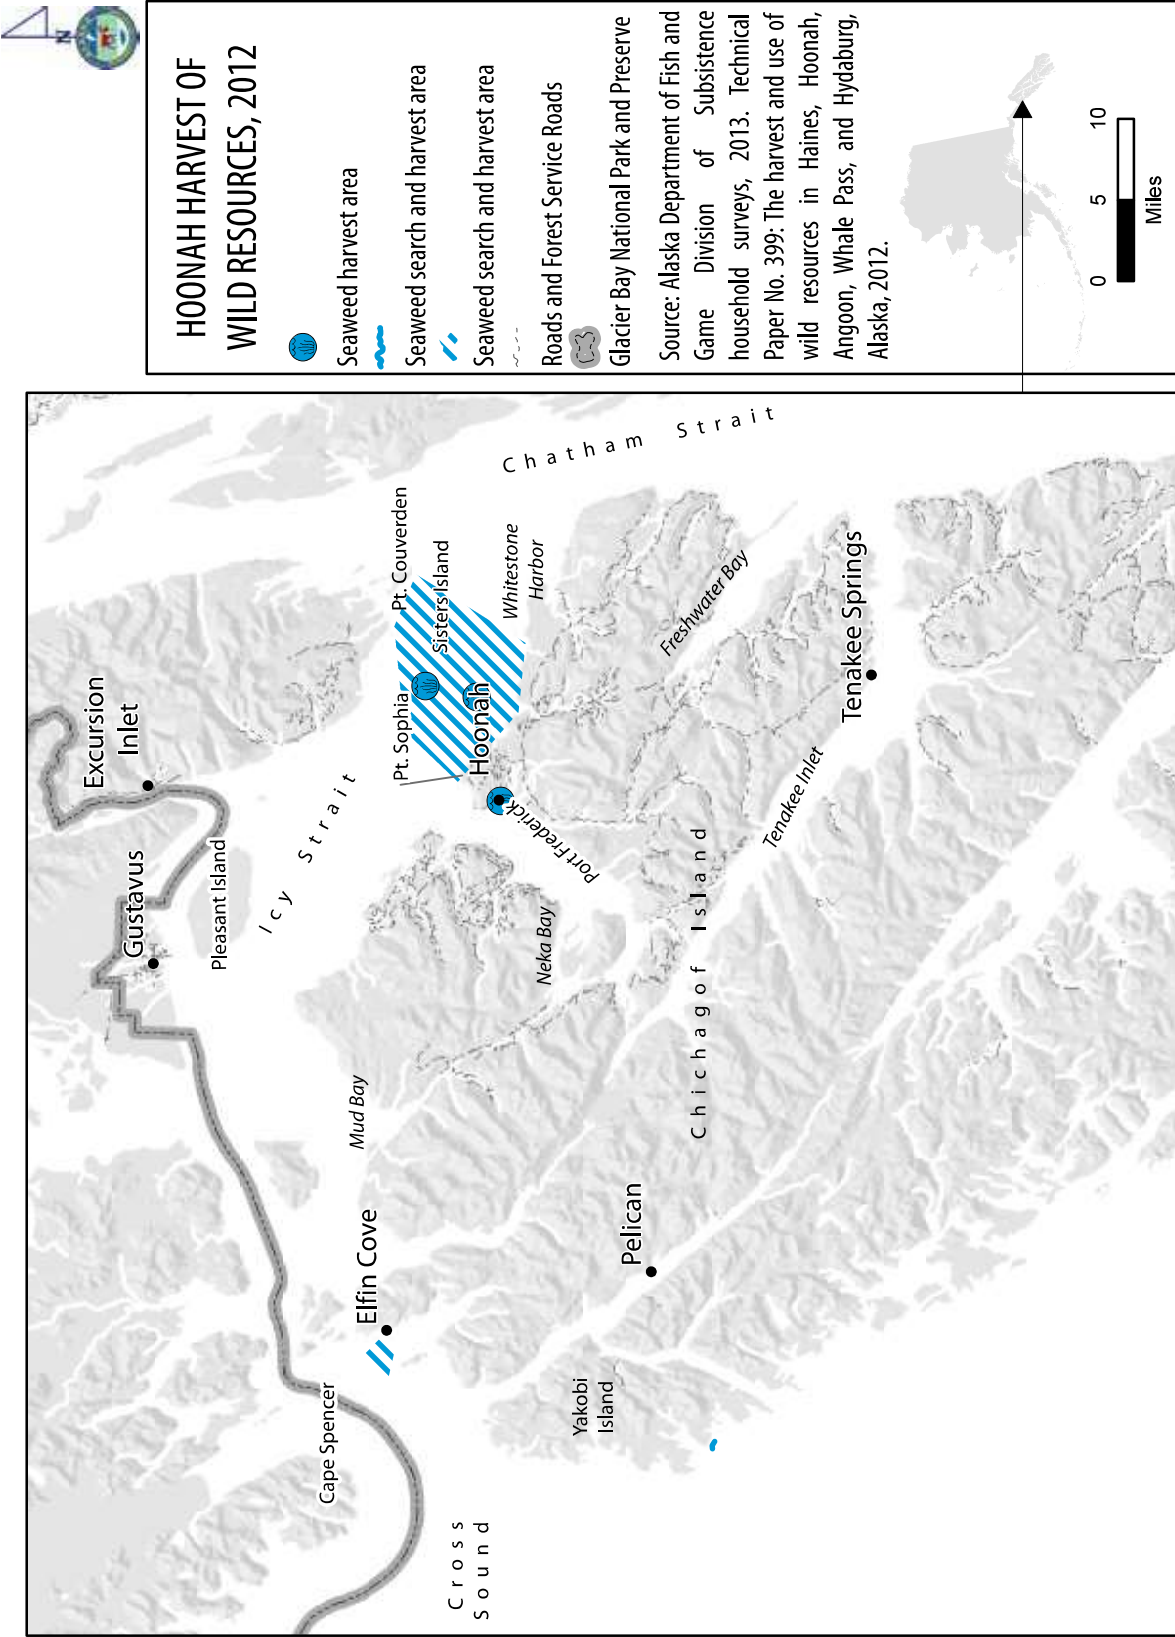 N
HOONAH HARVEST OF
WILD RESOURCES, 2012
Seaweed harvest area
Seaweed search and harvest area
Seaweed search and harvest area
Roads and Forest Service Roads
Glacier Bay National Park and Preserve
Source: Alaska Department of Fish and
Game Division of Subsistence
household surveys, 2013. Technical
Paper No. 399: The harvest and use of
wild resources in Haines, Hoonah,
Angoon, Whale Pass, and Hydaburg,
Alaska, 2012.
0 5 10
Miles
Excursion
Inlet
Gustavus
Pleasant Island
Icy Strait
Chatham Strait
Pt. Couverden
Sisters Island
Whitestone
Harbor
Pt. Sophia
Hoonah
Port Frederick
Freshwater Bay
Tenakee Springs
Tenakee Inlet
Neka Bay
Chichagof Island
Mud Bay
Elfin Cove
Pelican
Yakobi
Island
Cape Spencer
Cross
Sound